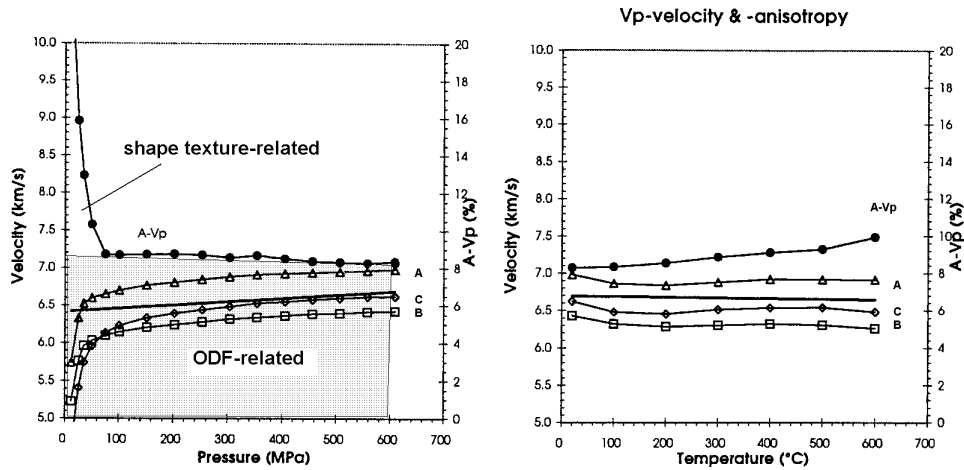 Vp-velocity & -anisotropy
10.0
9.5
9.0
8.5
8.0
7.5
7.0
6.5
6.0
5.5
5.0
Velocity (km/s)
20
18
16
14
12
10
8
6
4
2
0
A-Vp (%)
shape texture-related
A-Vp
A
C
B
ODF-related
0 100 200 300 400 500 600 700
Pressure (MPa)
10.0
9.5
9.0
8.5
8.0
7.5
7.0
6.5
6.0
5.5
5.0
Velocity (km/s)
20
18
16
14
12
10
8
6
4
2
0
A-Vp (%)
A-Vp
A
C
B
0 100 200 300 400 500 600 700
Temperature (°C)